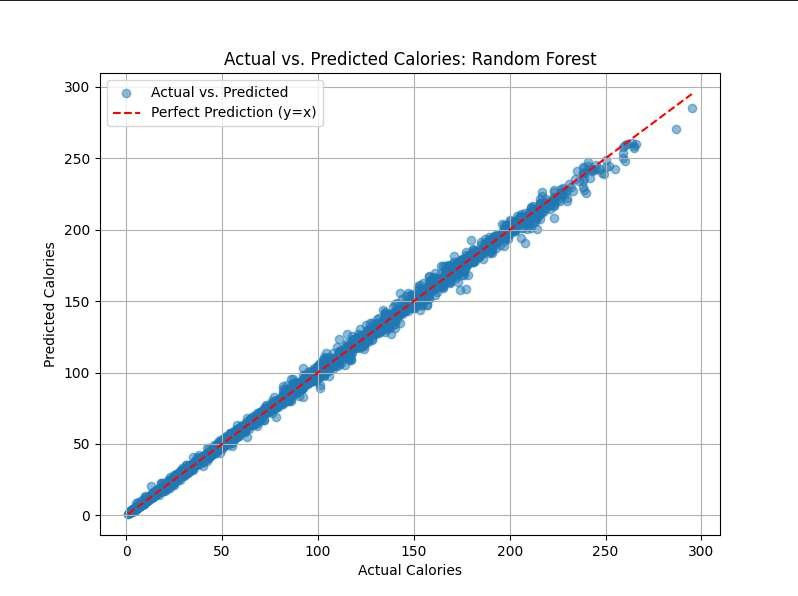 Actual vs. Predicted Calories: Random Forest
Actual vs. Predicted
Perfect Prediction (y=x)
300
250
200
150
100
50
0
Predicted Calories
0 50 100 150 200 250 300
Actual Calories